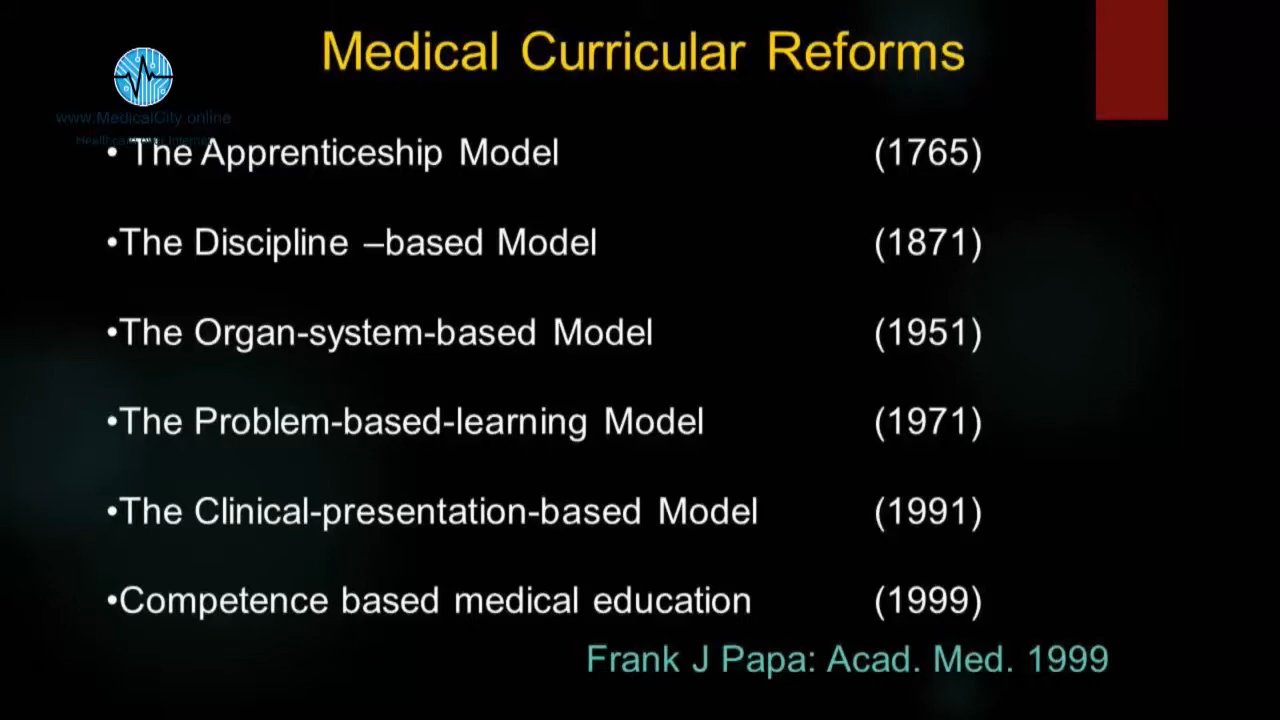 Medical Curricular Reforms
www.MedicalCity.online
• The Apprenticeship Model (1765)
•The Discipline –based Model (1871)
•The Organ-system-based Model (1951)
•The Problem-based-learning Model (1971)
•The Clinical-presentation-based Model (1991)
•Competence based medical education (1999)
Frank J Papa: Acad. Med. 1999